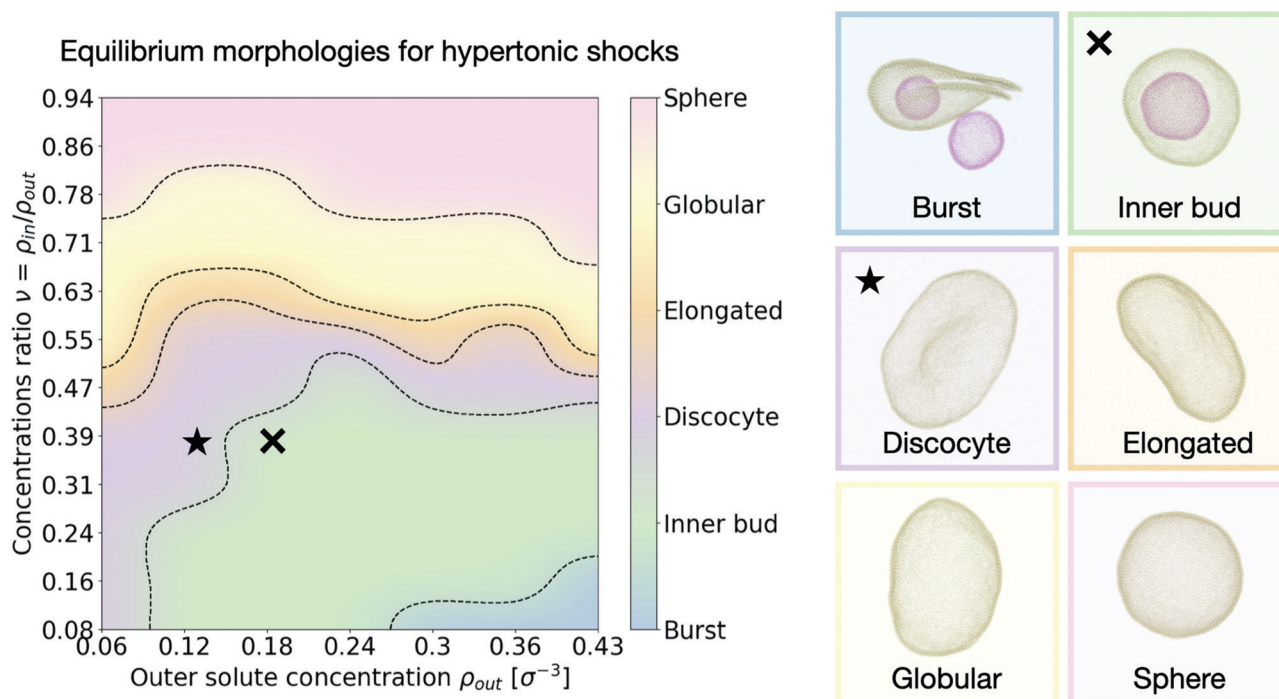 Equilibrium morphologies for hypertonic shocks
0.94
0.86
0.78
0.71
0.63
0.55
0.47
0.39
0.31
0.24
0.16
0.08
Concentrations ratio ν = ρin/ρout
0.06 0.12 0.18 0.24 0.3 0.36 0.43
Outer solute concentration ρout [σ⁻³]
Sphere
Globular
Elongated
Discocyte
Inner bud
Burst
Burst
Inner bud
Discocyte
Elongated
Globular
Sphere